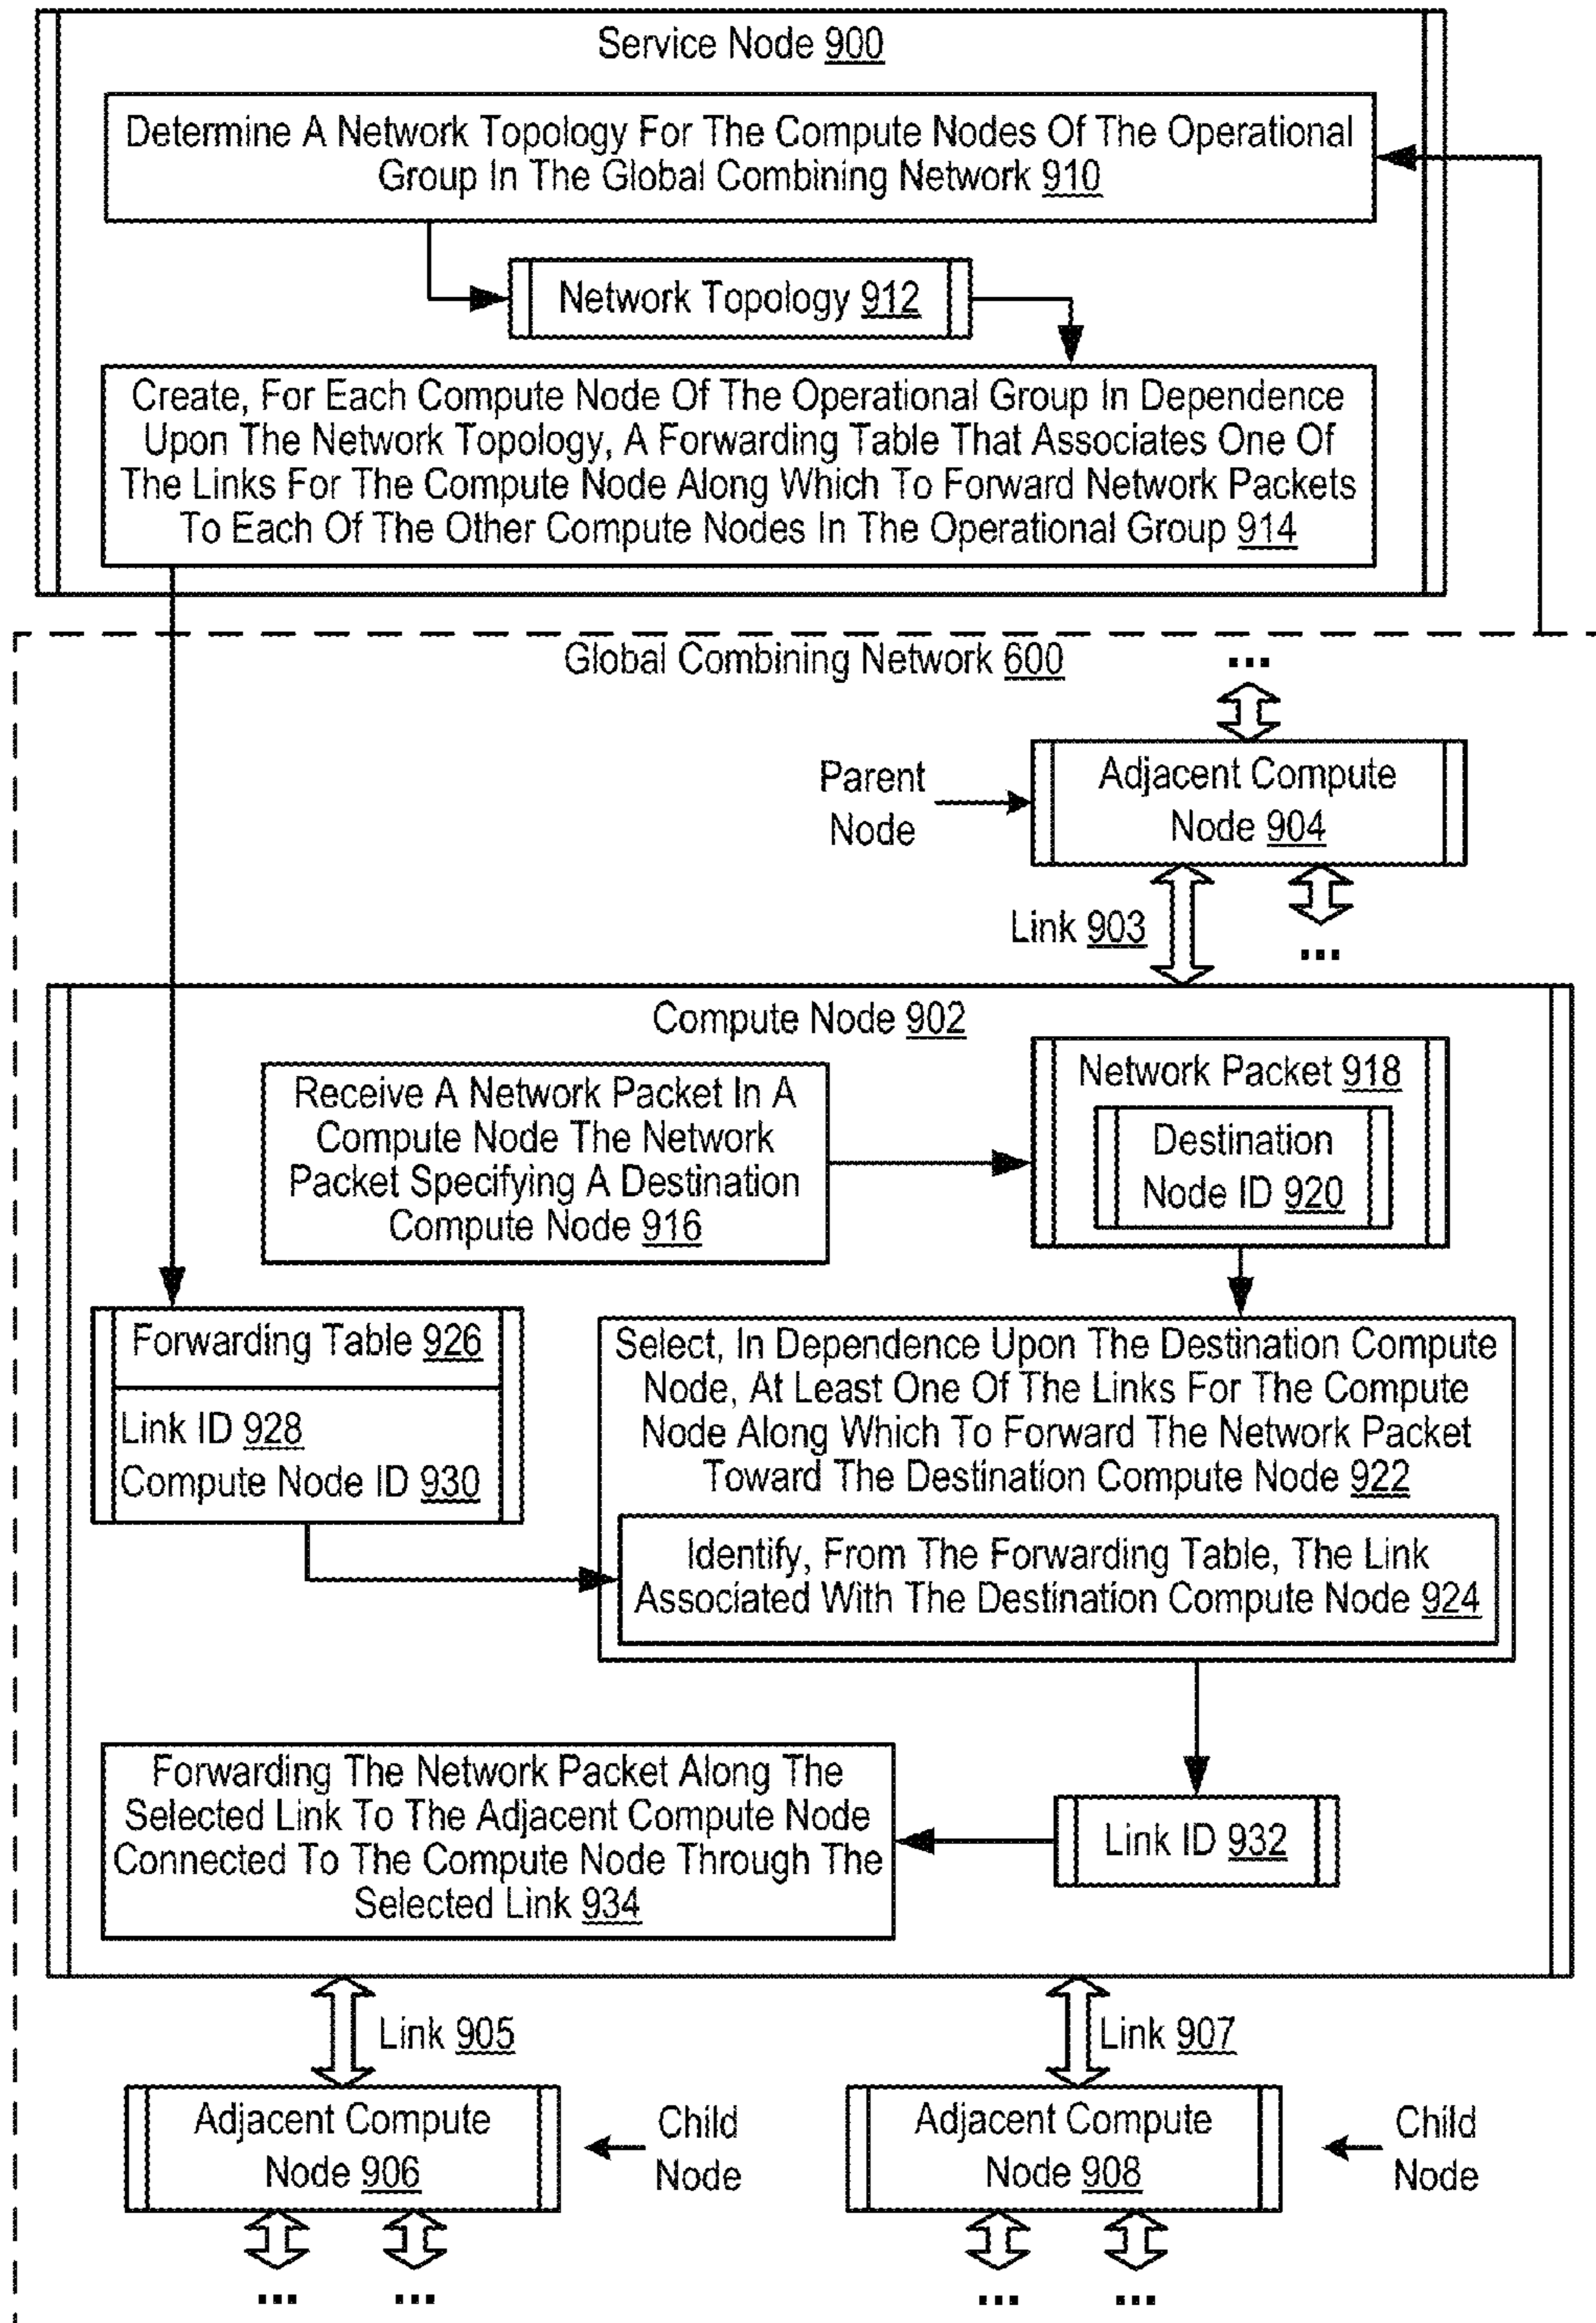 Service Node 900
Determine A Network Topology For The Compute Nodes Of The Operational
Group In The Global Combining Network 910
Network Topology 912
Create, For Each Compute Node Of The Operational Group In Dependence
Upon The Network Topology, A Forwarding Table That Associates One Of
The Links For The Compute Node Along Which To Forward Network Packets
To Each Of The Other Compute Nodes In The Operational Group 914
Global Combining Network 600
...
Parent
Node
Adjacent Compute
Node 904
Link 903
...
Compute Node 902
Receive A Network Packet In A
Compute Node The Network
Packet Specifying A Destination
Compute Node 916
Network Packet 918
Destination
Node ID 920
Forwarding Table 926
Link ID 928
Compute Node ID 930
Select, In Dependence Upon The Destination Compute
Node, At Least One Of The Links For The Compute
Node Along Which To Forward The Network Packet
Toward The Destination Compute Node 922
Identify, From The Forwarding Table, The Link
Associated With The Destination Compute Node 924
Forwarding The Network Packet Along The
Selected Link To The Adjacent Compute Node
Connected To The Compute Node Through The
Selected Link 934
Link ID 932
Link 905
Link 907
Adjacent Compute
Node 906
Child
Node
Adjacent Compute
Node 908
Child
Node
... ...
... ...